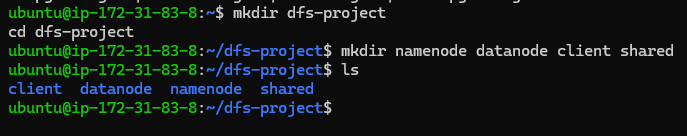 ubuntu@ip-172-31-83-8:~$ mkdir dfs-project
cd dfs-project
ubuntu@ip-172-31-83-8:~/dfs-project$ mkdir namenode datanode client shared
ubuntu@ip-172-31-83-8:~/dfs-project$ ls
client  datanode  namenode  shared
ubuntu@ip-172-31-83-8:~/dfs-project$